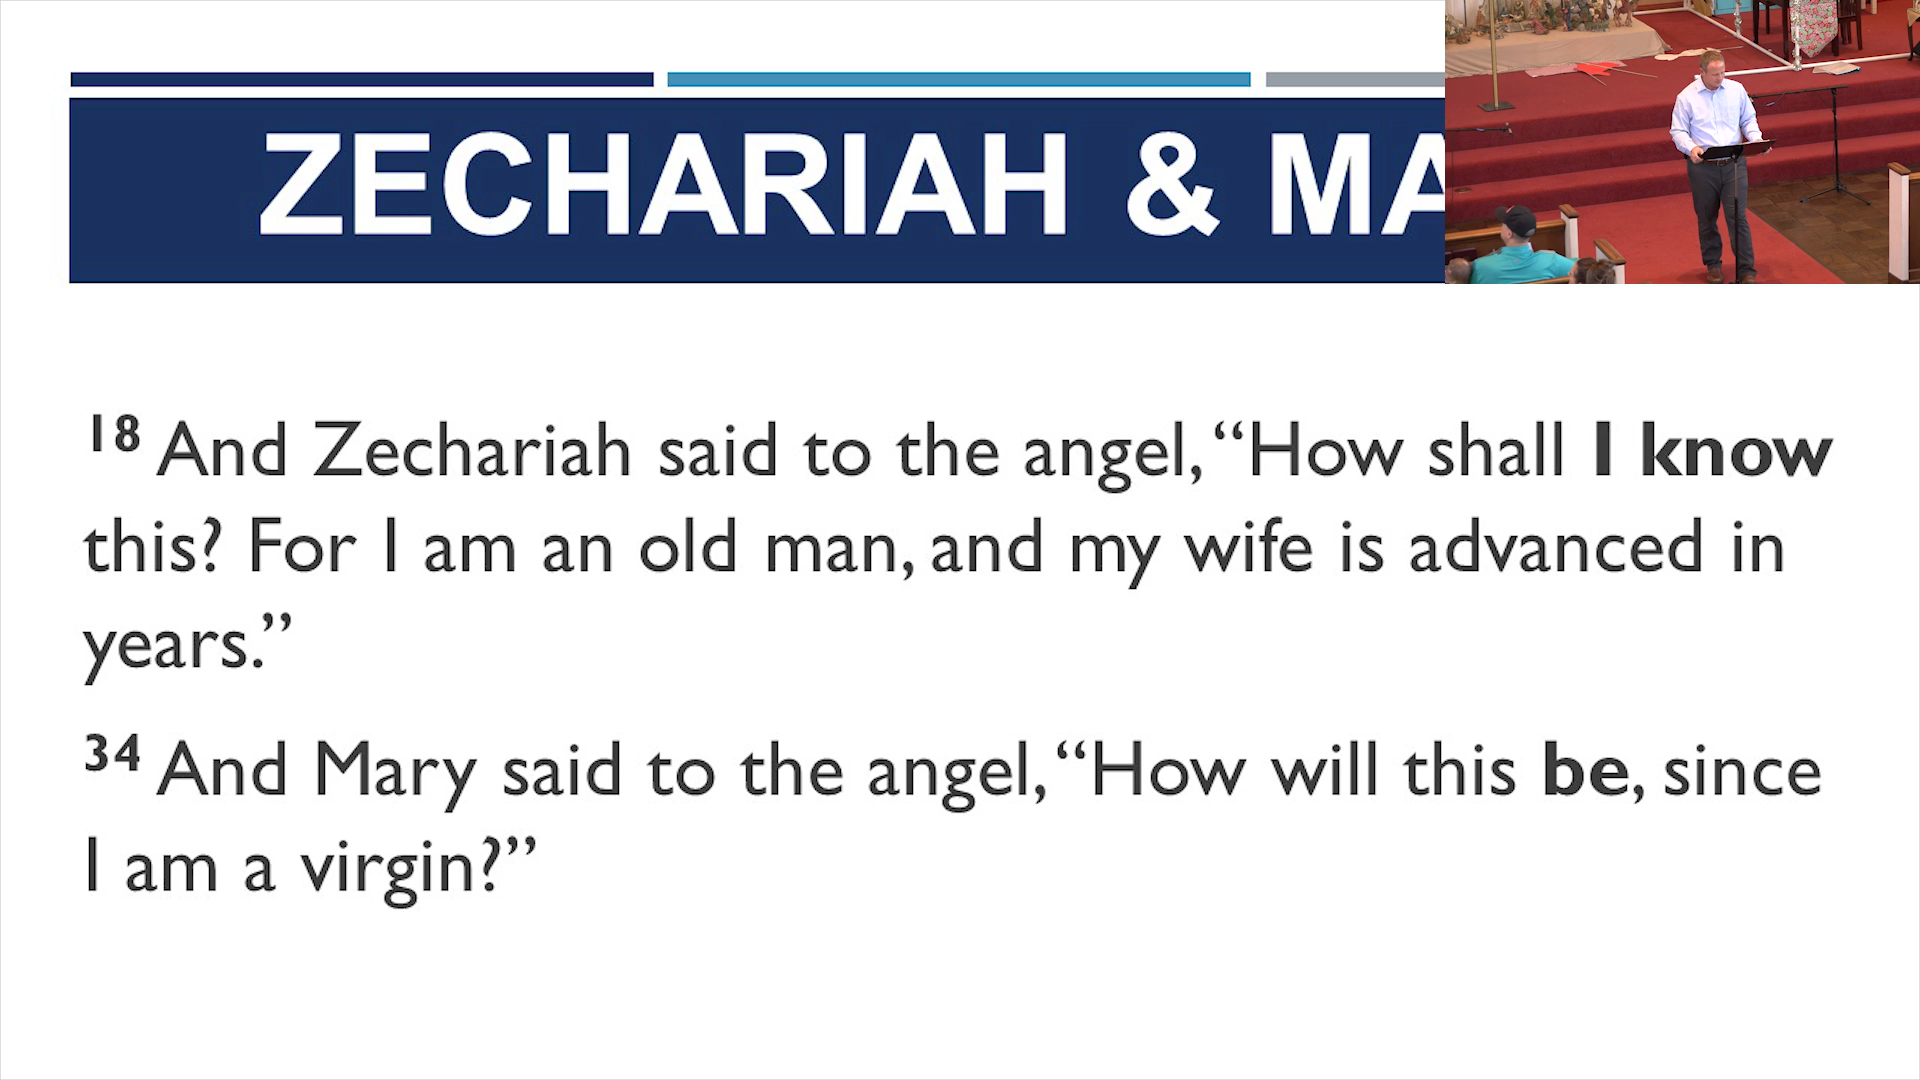 ZECHARIAH & MA
18 And Zechariah said to the angel, “How shall I know
this? For I am an old man, and my wife is advanced in
years.”
34 And Mary said to the angel, “How will this be, since
I am a virgin?”